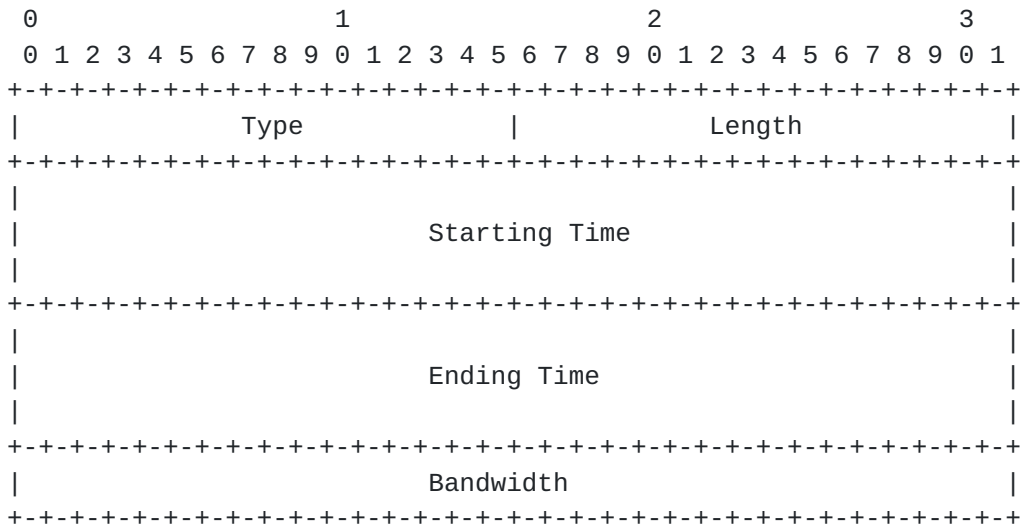 0                   1                   2                   3
 0 1 2 3 4 5 6 7 8 9 0 1 2 3 4 5 6 7 8 9 0 1 2 3 4 5 6 7 8 9 0 1
+-+-+-+-+-+-+-+-+-+-+-+-+-+-+-+-+-+-+-+-+-+-+-+-+-+-+-+-+-+-+-+-+
|              Type             |            Length             |
+-+-+-+-+-+-+-+-+-+-+-+-+-+-+-+-+-+-+-+-+-+-+-+-+-+-+-+-+-+-+-+-+
|                                                               |
|                          Starting Time                        |
|                                                               |
+-+-+-+-+-+-+-+-+-+-+-+-+-+-+-+-+-+-+-+-+-+-+-+-+-+-+-+-+-+-+-+-+
|                                                               |
|                          Ending Time                          |
|                                                               |
+-+-+-+-+-+-+-+-+-+-+-+-+-+-+-+-+-+-+-+-+-+-+-+-+-+-+-+-+-+-+-+-+
|                          Bandwidth                            |
+-+-+-+-+-+-+-+-+-+-+-+-+-+-+-+-+-+-+-+-+-+-+-+-+-+-+-+-+-+-+-+-+